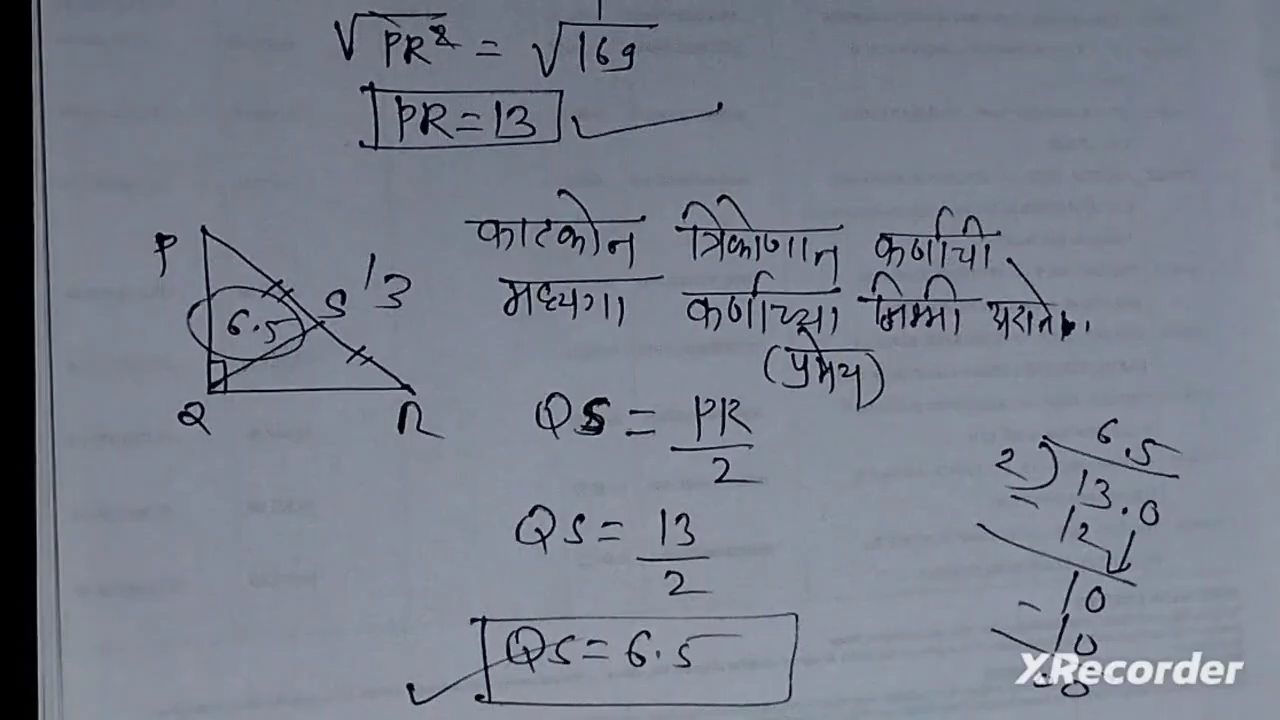 √PR² = √169
PR = 13
काटकोन त्रिकोणात कर्णाची
मध्यगा कर्णाच्या निम्मी असते.
(प्रमेय)
P
S
13
6.5
Q
R
QS = PR/2
QS = 13/2
QS = 6.5
6.5
2)13.0
- 12
10
- 10
00
XRecorder